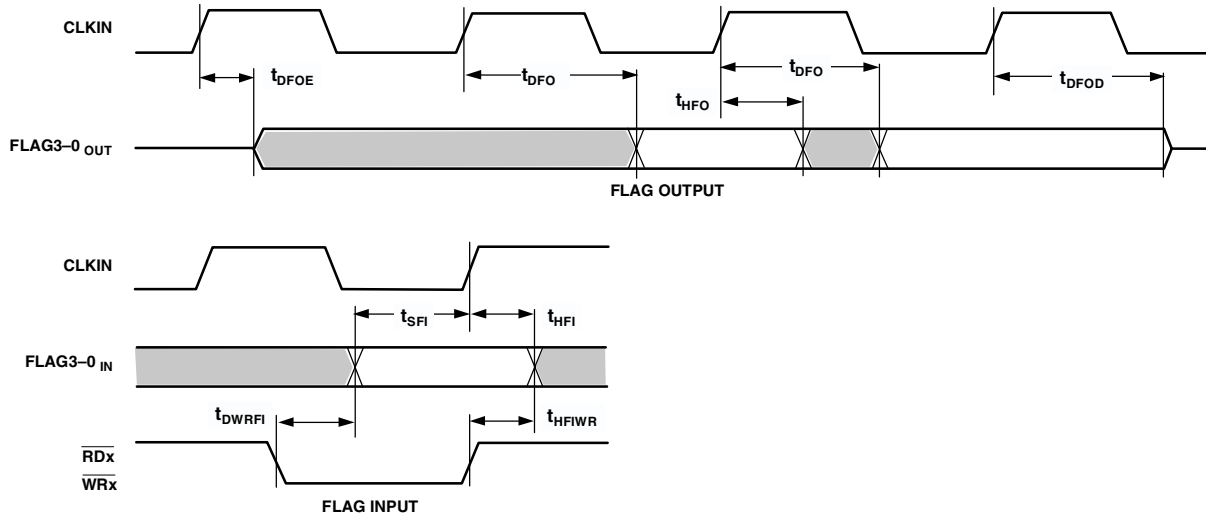 CLKIN
tDFOE
tDFO
tDFO
tHFO
tDFOD
FLAG3–0 OUT
FLAG OUTPUT
CLKIN
tSFI
tHFI
FLAG3–0 IN
tDWRFI
tHFIWR
RDx
WRx
FLAG INPUT